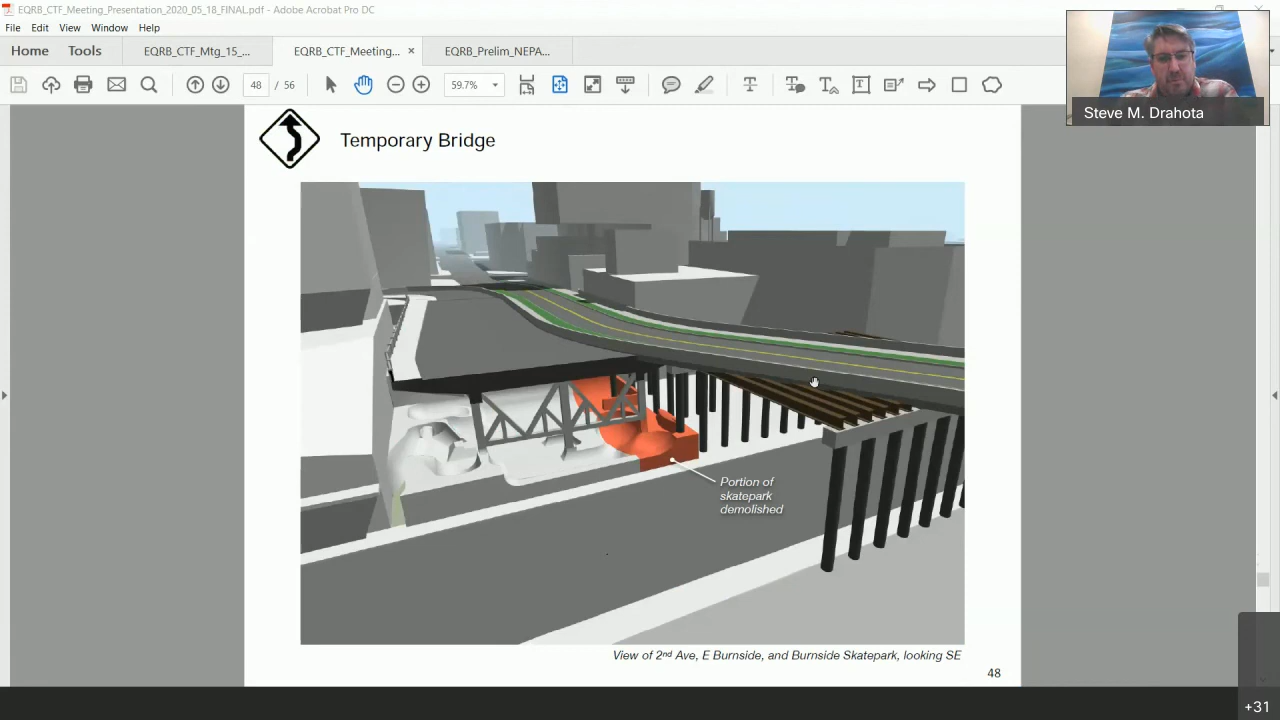 EQRB_CTF_Meeting_Presentation_2020_05_18_FINAL.pdf - Adobe Acrobat Pro DC
File Edit View Window Help
Home Tools EQRB_CTF_Mtg_15_... EQRB_CTF_Meeting... × EQRB_Prelim_NEPA...
48 / 56 59.7%
Steve M. Drahota
Temporary Bridge
Portion of
skatepark
demolished
View of 2nd Ave, E Burnside, and Burnside Skatepark, looking SE
48
+31